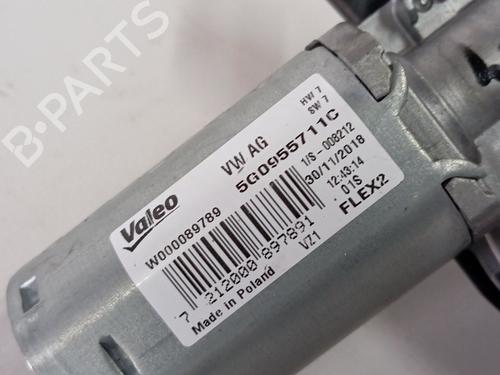 B-PARTS
HW 7
SW 7
VW AG
5G0955711C
1/S-008212
30/11/2018
12:43:14
01S
FLEX2
Valeo
W000089789
7 212000 897891
VZ1
Made in Poland